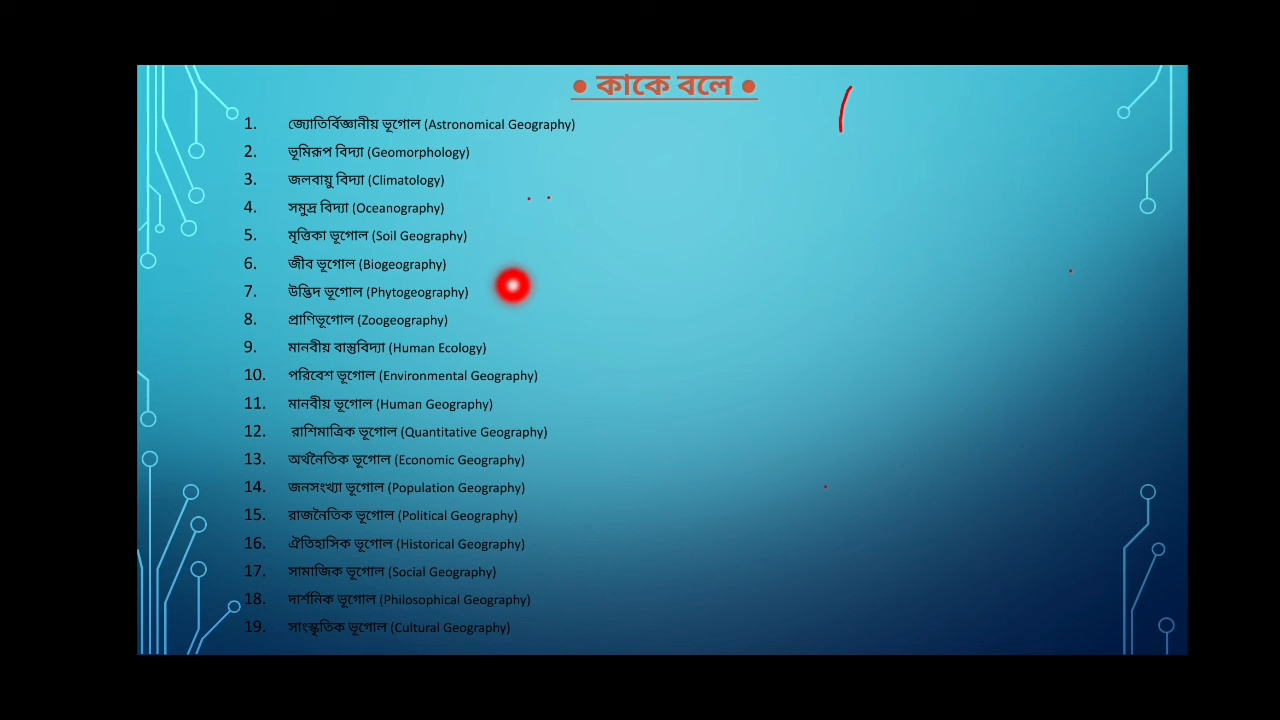 • কাকে বলে •
1. জ্যোতির্বিজ্ঞানীয় ভূগোল (Astronomical Geography)
2. ভূমিরূপ বিদ্যা (Geomorphology)
3. জলবায়ু বিদ্যা (Climatology)
4. সমুদ্র বিদ্যা (Oceanography)
5. মৃত্তিকা ভূগোল (Soil Geography)
6. জীব ভূগোল (Biogeography)
7. উদ্ভিদ ভূগোল (Phytogeography)
8. প্রাণিভূগোল (Zoogeography)
9. মানবীয় বাস্তুবিদ্যা (Human Ecology)
10. পরিবেশ ভূগোল (Environmental Geography)
11. মানবীয় ভূগোল (Human Geography)
12. রাশিমাত্রিক ভূগোল (Quantitative Geography)
13. অর্থনৈতিক ভূগোল (Economic Geography)
14. জনসংখ্যা ভূগোল (Population Geography)
15. রাজনৈতিক ভূগোল (Political Geography)
16. ঐতিহাসিক ভূগোল (Historical Geography)
17. সামাজিক ভূগোল (Social Geography)
18. দার্শনিক ভূগোল (Philosophical Geography)
19. সাংস্কৃতিক ভূগোল (Cultural Geography)